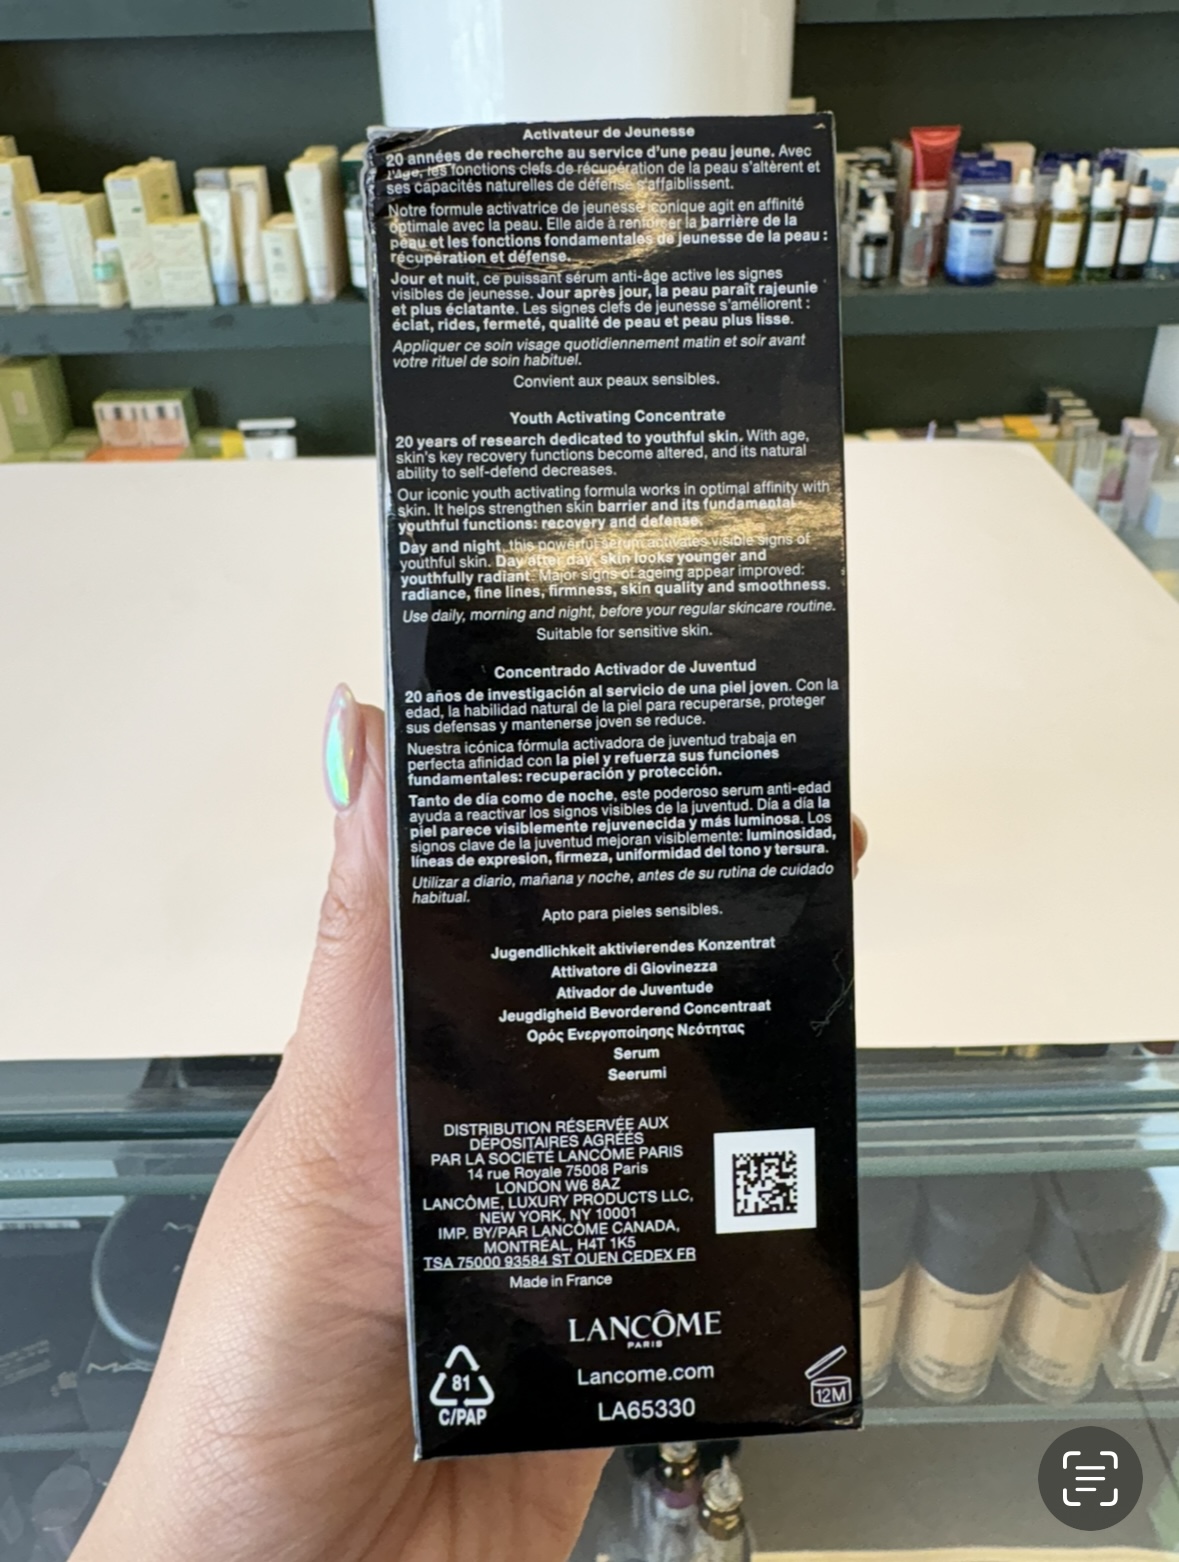 Activateur de Jeunesse
20 années de recherche au service d'une peau jeune. Avec
l'âge, les fonctions clefs de récupération de la peau s'altèrent et
ses capacités naturelles de défense s'affaiblissent.
Notre formule activatrice de jeunesse iconique agit en affinité
optimale avec la peau. Elle aide à renforcer la barrière de la
peau et les fonctions fondamentales de jeunesse de la peau :
récupération et défense.
Jour et nuit, ce puissant sérum anti-âge active les signes
visibles de jeunesse. Jour après jour, la peau paraît rajeunie
et plus éclatante. Les signes clefs de jeunesse s'améliorent :
éclat, rides, fermeté, qualité de peau et peau plus lisse.
Appliquer ce soin visage quotidiennement matin et soir avant
votre rituel de soin habituel.
Convient aux peaux sensibles.
Youth Activating Concentrate
20 years of research dedicated to youthful skin. With age,
skin's key recovery functions become altered, and its natural
ability to self-defend decreases.
Our iconic youth activating formula works in optimal affinity with
skin. It helps strengthen skin barrier and its fundamental
youthful functions: recovery and defense.
Day and night, this powerful serum activates visible signs of
youthful skin. Day after day, skin looks younger and
youthfully radiant. Major signs of ageing appear improved:
radiance, fine lines, firmness, skin quality and smoothness.
Use daily, morning and night, before your regular skincare routine.
Suitable for sensitive skin.
Concentrado Activador de Juventud
20 años de investigación al servicio de una piel joven. Con la
edad, la habilidad natural de la piel para recuperarse, proteger
sus defensas y mantenerse joven se reduce.
Nuestra icónica fórmula activadora de juventud trabaja en
perfecta afinidad con la piel y refuerza sus funciones
fundamentales: recuperación y protección.
Tanto de día como de noche, este poderoso serum anti-edad
ayuda a reactivar los signos visibles de la juventud. Día a día la
piel parece visiblemente rejuvenecida y más luminosa. Los
signos clave de la juventud mejoran visiblemente: luminosidad,
líneas de expresion, firmeza, uniformidad del tono y tersura.
Utilizar a diario, mañana y noche, antes de su rutina de cuidado
habitual.
Apto para pieles sensibles.
Jugendlichkeit aktivierendes Konzentrat
Attivatore di Giovinezza
Ativador de Juventude
Jeugdigheid Bevorderend Concentraat
Ορός Ενεργοποίησης Νεότητας
Serum
Seerumi
DISTRIBUTION RÉSERVÉE AUX
DÉPOSITAIRES AGRÉÉS
PAR LA SOCIÉTÉ LANCÔME PARIS
14 rue Royale 75008 Paris
LONDON W6 8AZ
LANCÔME, LUXURY PRODUCTS LLC,
NEW YORK, NY 10001
IMP. BY/PAR LANCÔME CANADA,
MONTRÉAL, H4T 1K5
TSA 75000 93584 ST OUEN CEDEX FR
Made in France
LANCÔME
PARIS
Lancome.com
LA65330
81
C/PAP
12M